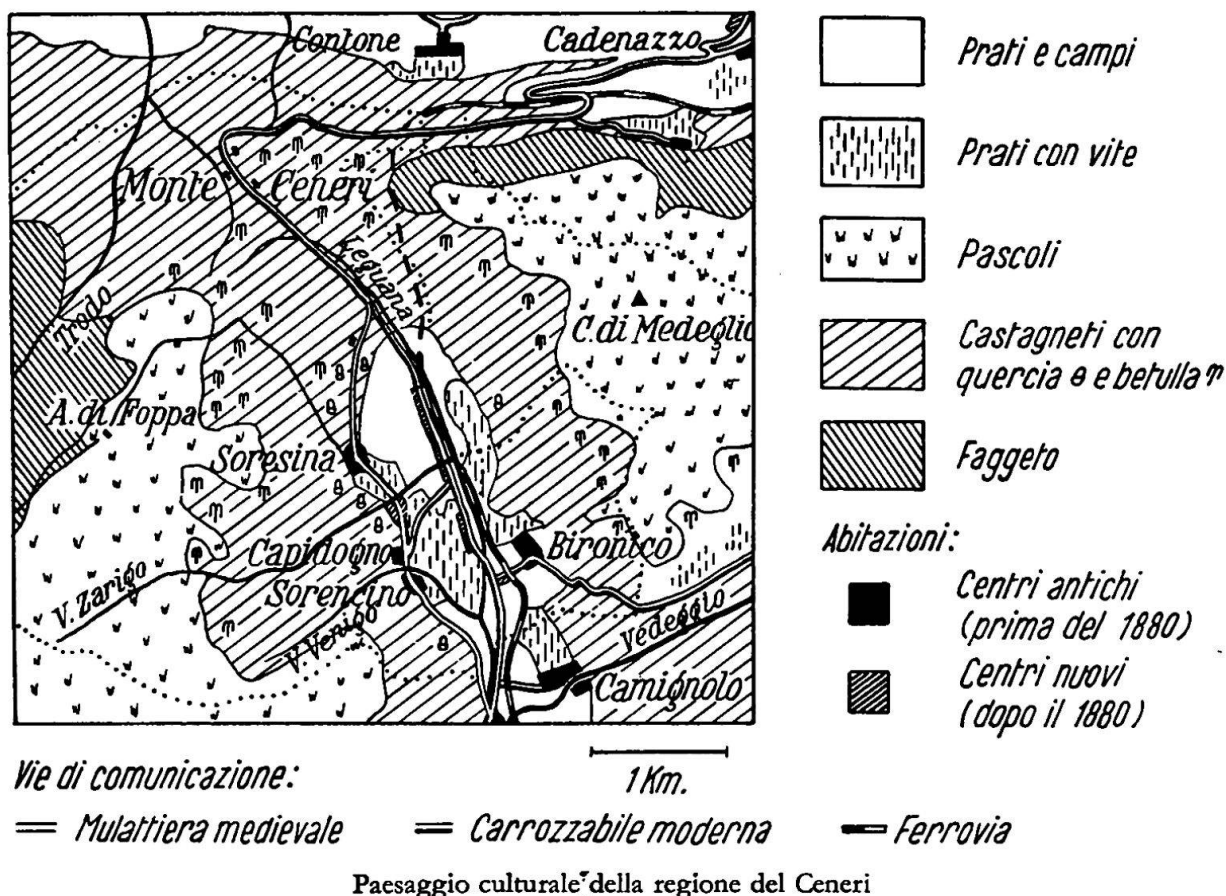 Contone
Cadenazzo
Monte Ceneri
Leguana
Trodo
C. di Medeglio
A. di Foppa
Soresina
Capidogno
Sorencino
Bironico
V. Zarigo
V. Venigo
Vedeggio
Camignolo
Prati e campi
Prati con vite
Pascoli
Castagneti con
quercia e betulla
Faggeto
Abitazioni:
Centri antichi
(prima del 1880)
Centri nuovi
(dopo il 1880)
1 Km.
Vie di comunicazione:
Mulattiera medievale
Carrozzabile moderna
Ferrovia
Paesaggio culturale della regione del Ceneri